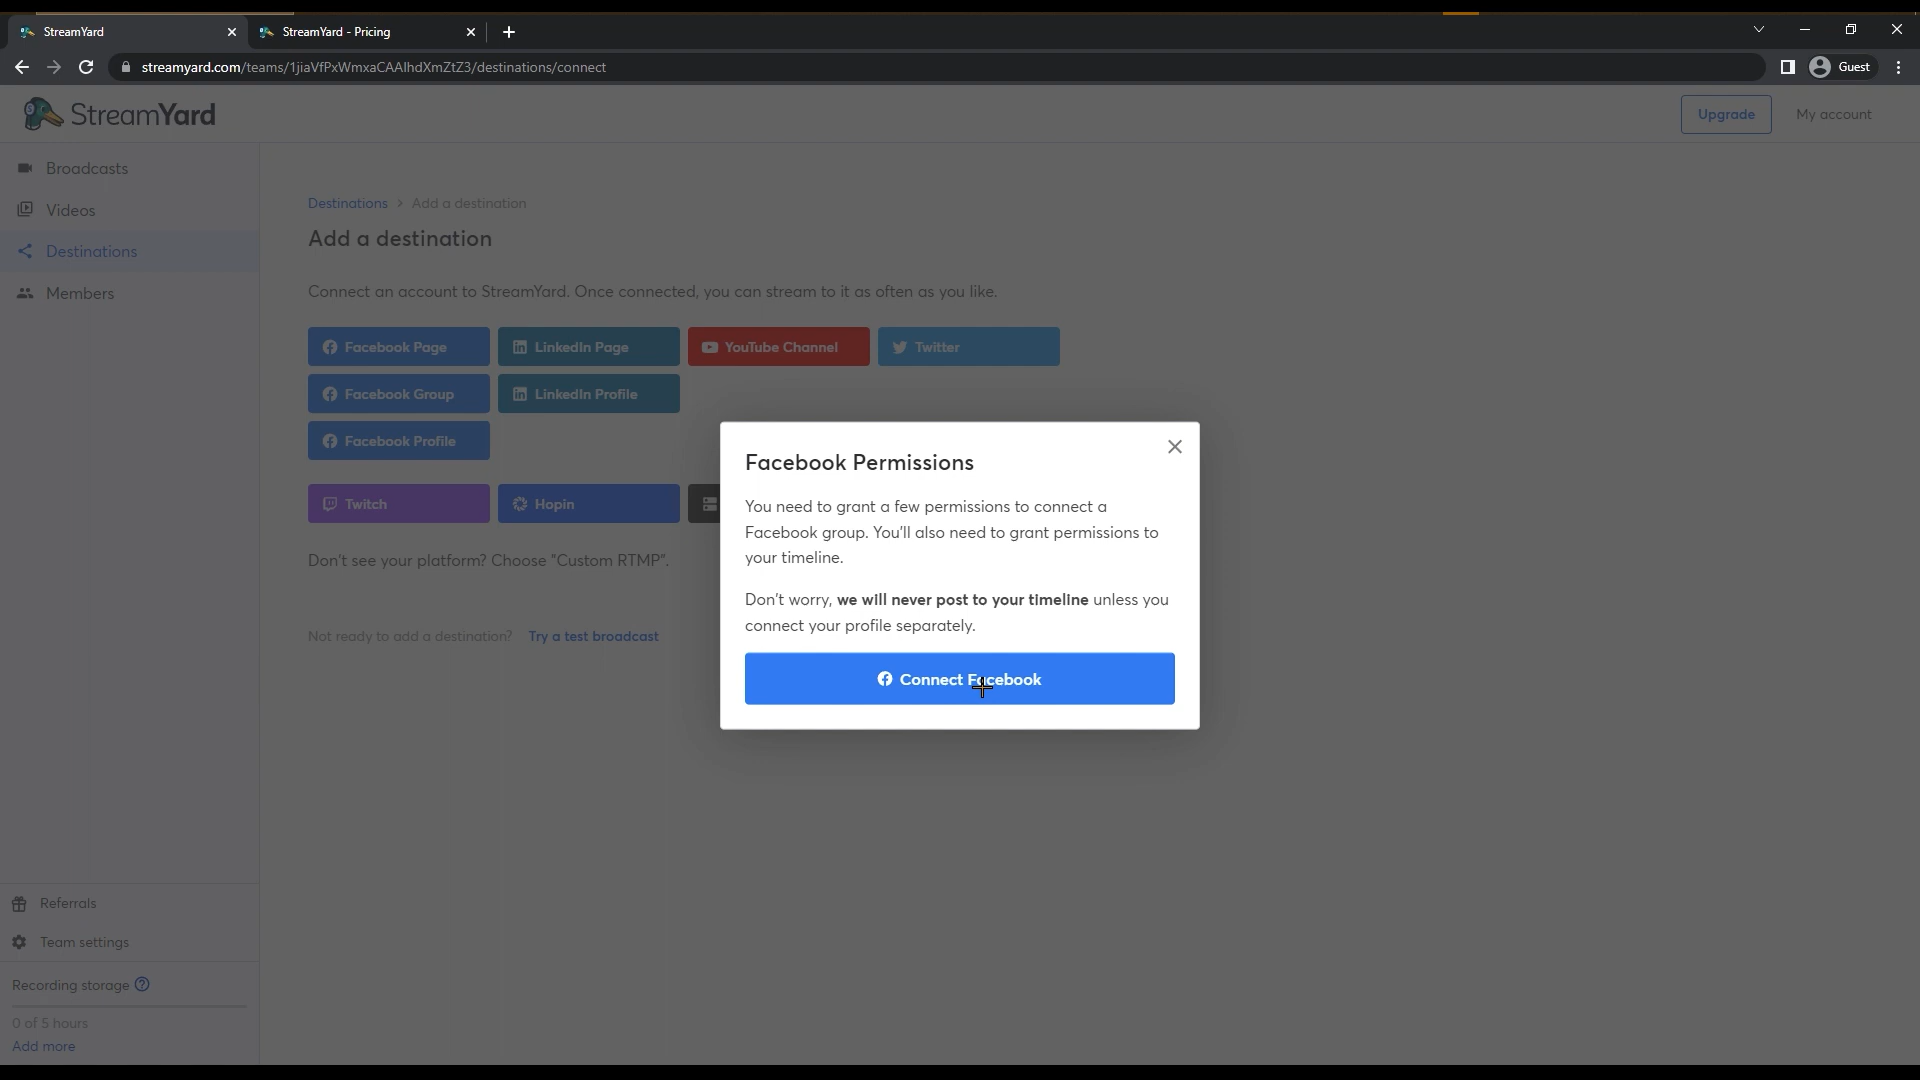 StreamYard
StreamYard - Pricing
streamyard.com/teams/1jiaVfPxWmxaCAAlhdXmZtZ3/destinations/connect
Guest
StreamYard
Upgrade
My account
Broadcasts
Videos
Destinations
Members
Destinations > Add a destination
Add a destination
Connect an account to StreamYard. Once connected, you can stream to it as often as you like.
Facebook Page
LinkedIn Page
YouTube Channel
Twitter
Facebook Group
LinkedIn Profile
Facebook Profile
Twitch
Hopin
Don't see your platform? Choose "Custom RTMP".
Not ready to add a destination? Try a test broadcast
Facebook Permissions
You need to grant a few permissions to connect a
Facebook group. You'll also need to grant permissions to
your timeline.
Don't worry, we will never post to your timeline unless you
connect your profile separately.
Connect Facebook
Referrals
Team settings
Recording storage ?
0 of 5 hours
Add more